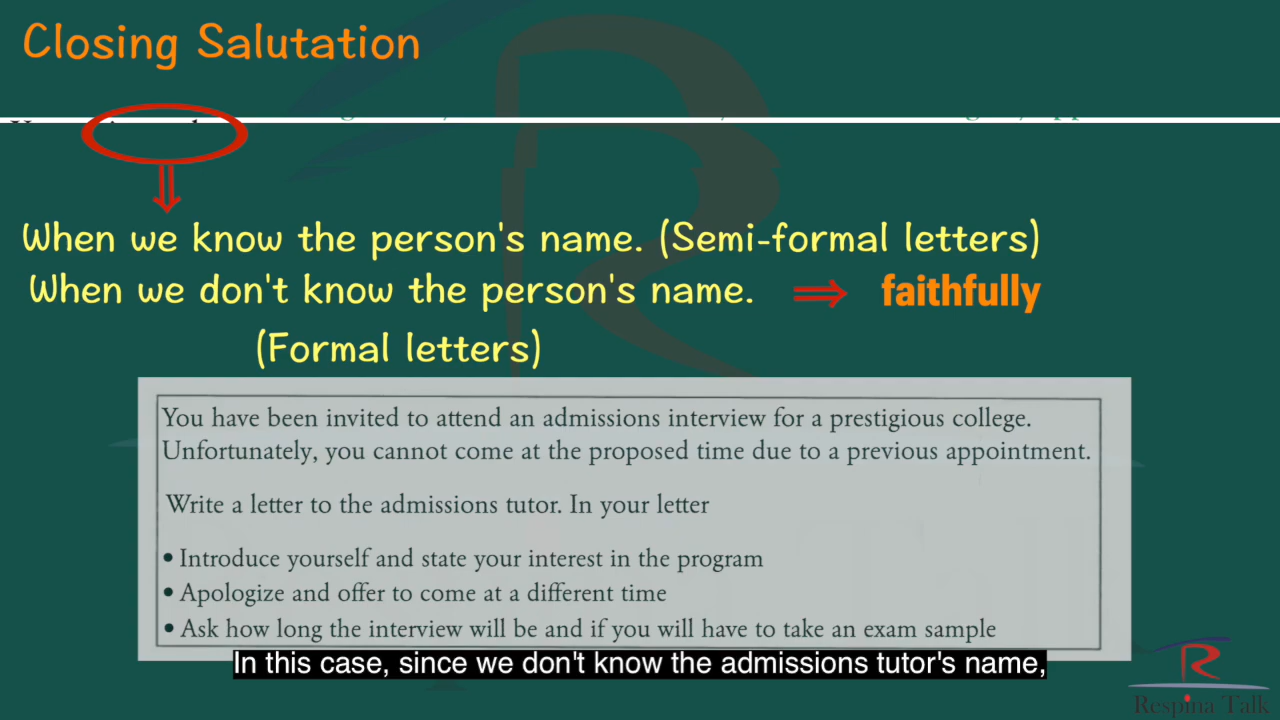 Closing Salutation
When we know the person's name. (Semi-formal letters)
When we don't know the person's name. ⇒ faithfully
(Formal letters)
You have been invited to attend an admissions interview for a prestigious college.
Unfortunately, you cannot come at the proposed time due to a previous appointment.
Write a letter to the admissions tutor. In your letter
• Introduce yourself and state your interest in the program
• Apologize and offer to come at a different time
• Ask how long the interview will be and if you will have to take an exam sample
In this case, since we don't know the admissions tutor's name,
Respina Talk